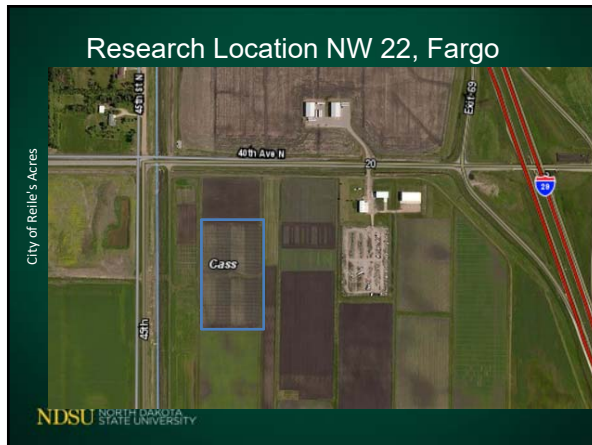 Research Location NW 22, Fargo
City of Reile's Acres
45th St N
Exit 69
40th Ave N
20
29
Cass
45th
NDSU NORTH DAKOTA
STATE UNIVERSITY